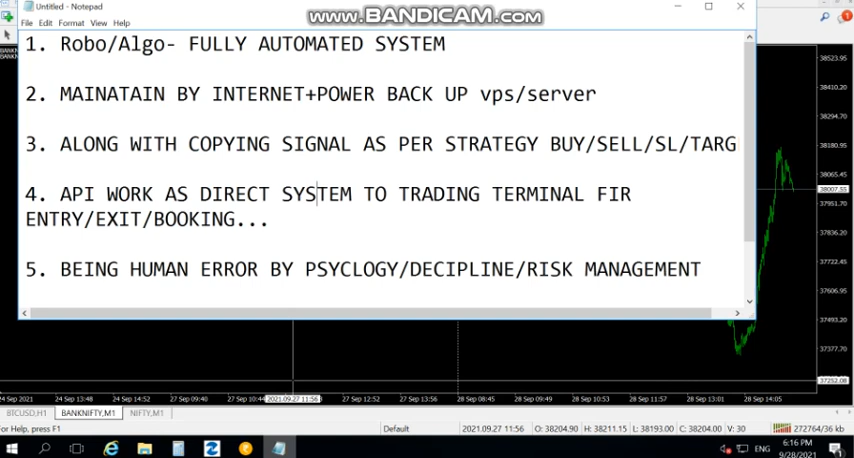 Untitled - Notepad
www.BANDICAM.com
File Edit Format View Help
1. Robo/Algo- FULLY AUTOMATED SYSTEM
2. MAINATAIN BY INTERNET+POWER BACK UP vps/server
3. ALONG WITH COPYING SIGNAL AS PER STRATEGY BUY/SELL/SL/TARG
4. API WORK AS DIRECT SYSTEM TO TRADING TERMINAL FIR
ENTRY/EXIT/BOOKING...
5. BEING HUMAN ERROR BY PSYCLOGY/DECIPLINE/RISK MANAGEMENT
38523.95
38410.20
38294.70
38180.95
38065.45
38007.55
37951.70
37836.20
37722.45
37606.95
37493.20
37377.70
37252.08
24 Sep 2021 24 Sep 13:48 27 Sep 09:40 27 Sep 10:44 2021.09.27 11:56 27 Sep 12:52 27 Sep 13:56 28 Sep 08:45 28 Sep 09:49 28 Sep 10:53 28 Sep 11:57 28 Sep 13:01 28 Sep 14:05
BTCUSD,H1 BANKNIFTY,M1 NIFTY,M1
For Help, press F1 Default 2021.09.27 11:56 O: 38204.90 H: 38211.15 L: 38193.00 C: 38204.00 V: 30 272764/36 kb
ENG 6:16 PM
9/28/2021